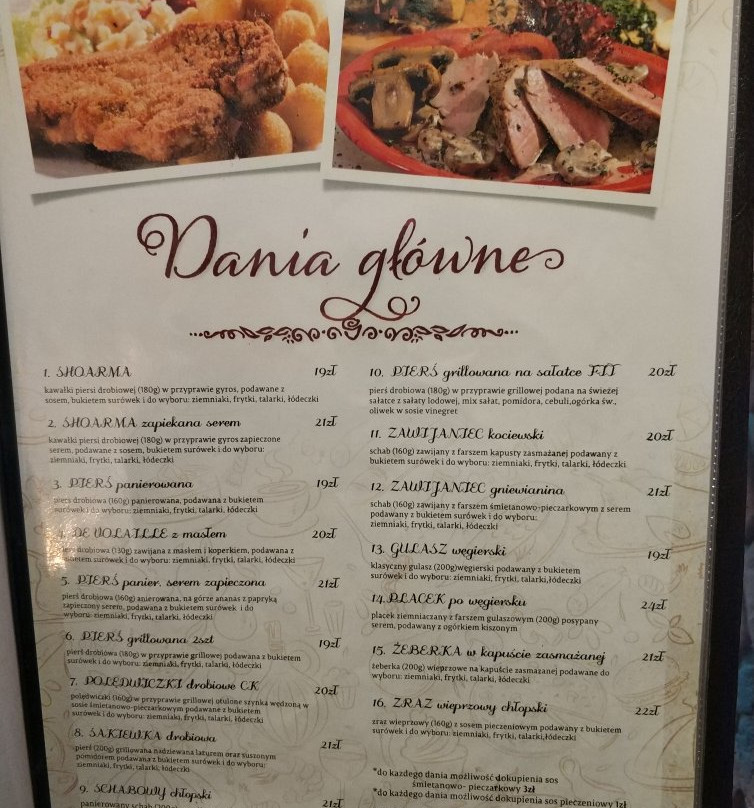 Dania główne
1. SHOARMA 19zł
kawałki piersi drobiowej (180g) w przyprawie gyros, podawane z
sosem, bukietem surówek i do wyboru: ziemniaki, frytki, talarki, łódeczki
2. SHOARMA zapiekana serem 21zł
kawałki piersi drobiowej (180g) w przyprawie gyros zapieczone
serem, podawane z sosem, bukietem surówek i do wyboru:
ziemniaki, frytki, talarki, łódeczki
3. PIERŚ panierowana 19zł
pierś drobiowa (160g) panierowana, podawana z bukietem
surówek i do wyboru: ziemniaki, frytki, talarki, łódeczki
4. DE VOLAILLE z masłem 20zł
pierś drobiowa (130g) zawijana z masłem i koperkiem, podawana z
bukietem surówek i do wyboru: ziemniaki, frytki, talarki, łódeczki
5. PIERŚ panier. serem zapieczona 21zł
pierś drobiowa (160g) anierowana, na górze ananas z papryką
zapieczony serem, podawana z bukietem surówek i do
wyboru: ziemniaki, frytki, talarki, łódeczki
6. PIERŚ grillowana 2szt 19zł
pierś drobiowa (180g) w przyprawie grillowej podawana z bukietem
surówek i do wyboru: ziemniaki, frytki, talarki, łódeczki
7. POLĘDWICZKI drobiowe CK 20zł
polędwiczki (160g) w przyprawie grillowej otulone szynką wędzoną w
sosie śmietanowo-pieczarkowym podawane z bukietem
surówek i do wyboru: ziemniaki, frytki, talarki, łódeczki
8. SAKIEWKA drobiowa 21zł
pierś (200g) grillowana nadziewana lazurem oraz suszonym
pomidorem podawana z bukietem surówek i do wyboru:
ziemniaki, frytki, talarki, łódeczki
9. SCHABOWY chłopski 21zł
panierowany schab (200g)
10. PIERŚ grillowana na sałatce FIT 20zł
pierś drobiowa (180g) w przyprawie grillowej podana na świeżej
sałatce z sałaty lodowej, mix sałat, pomidora, cebuli,ogórka św.,
oliwek w sosie vinegret
11. ZAWIJANIEC kociewski 20zł
schab (160g) zawijany z farszem kapusty zasmażanej podawany z
bukietem surówek i do wyboru: ziemniaki, frytki, talarki, łódeczki
12. ZAWIJANIEC gniewianina 21zł
schab (160g) zawijany z farszem śmietanowo-pieczarkowym z serem
podawany z bukietem surówek i do wyboru:
ziemniaki, frytki, talarki, łódeczki
13. GULASZ węgierski 19zł
klasyczny gulasz (200g)węgierski podawany z bukietem
surówek i do wyboru: ziemniaki, frytki, talarki,łódeczki
14.PLACEK po węgiersku 24zł
placek ziemniaczany z farszem gulaszowym (200g) posypany
serem, podawany z ogórkiem kiszonym
15. ŻEBERKA w kapuście zasmażanej 21zł
żeberka (200g) wieprzowe na kapuście zasmażanej podawane do
wyboru: ziemniaki, frytki, talarki, łódeczki
16. ZRAZ wieprzowy chłopski 22zł
zraz wieprzowy (160g) z sosem pieczeniowym podawany z bukietem
surówek i do wyboru: ziemniaki, frytki, talarki,łódeczki
*do każdego dania możliwość dokupienia sos
śmietanowo- pieczarkowy 3zł
*do każdego dania możliwość dokupienia sos pieczeniowy 1zł